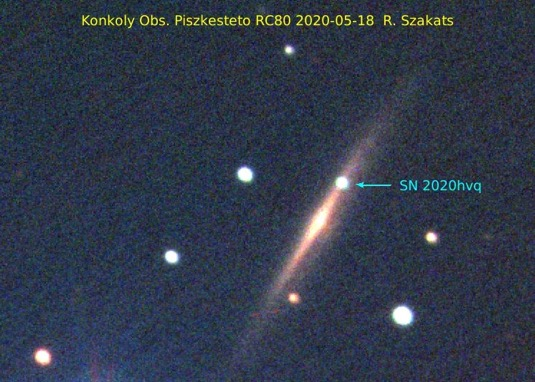 Konkoly Obs. Piszkesteto RC80 2020-05-18 R. Szakats
SN 2020hvq